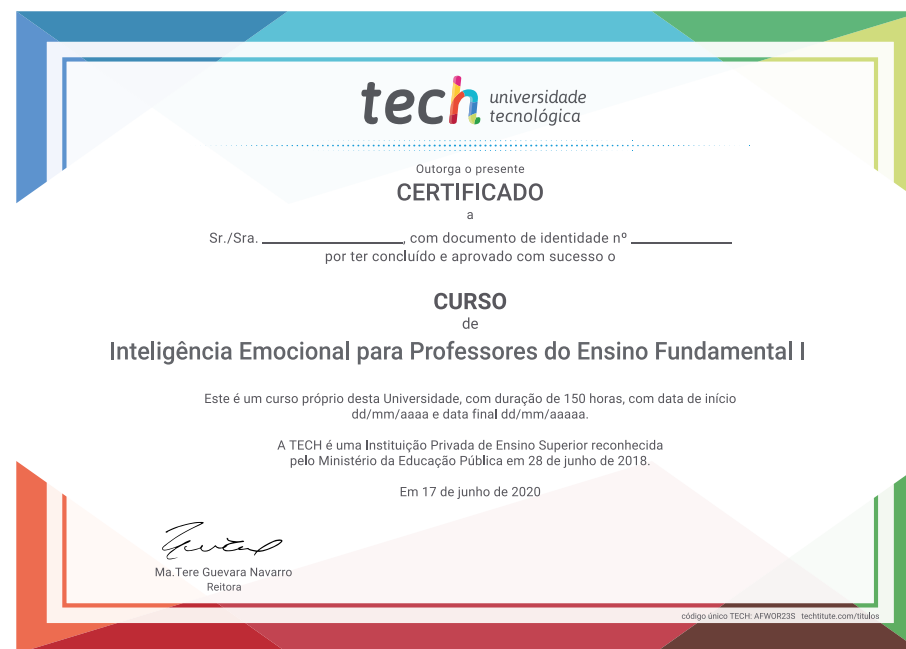 tech universidade
tecnológica
Outorga o presente
CERTIFICADO
a
Sr./Sra. ________________, com documento de identidade nº ____________
por ter concluído e aprovado com sucesso o
CURSO
de
Inteligência Emocional para Professores do Ensino Fundamental I
Este é um curso próprio desta Universidade, com duração de 150 horas, com data de início
dd/mm/aaaa e data final dd/mm/aaaaa.
A TECH é uma Instituição Privada de Ensino Superior reconhecida
pelo Ministério da Educação Pública em 28 de junho de 2018.
Em 17 de junho de 2020
Ma.Tere Guevara Navarro
Reitora
código único TECH: AFWOR23S techtitute.com/titulos